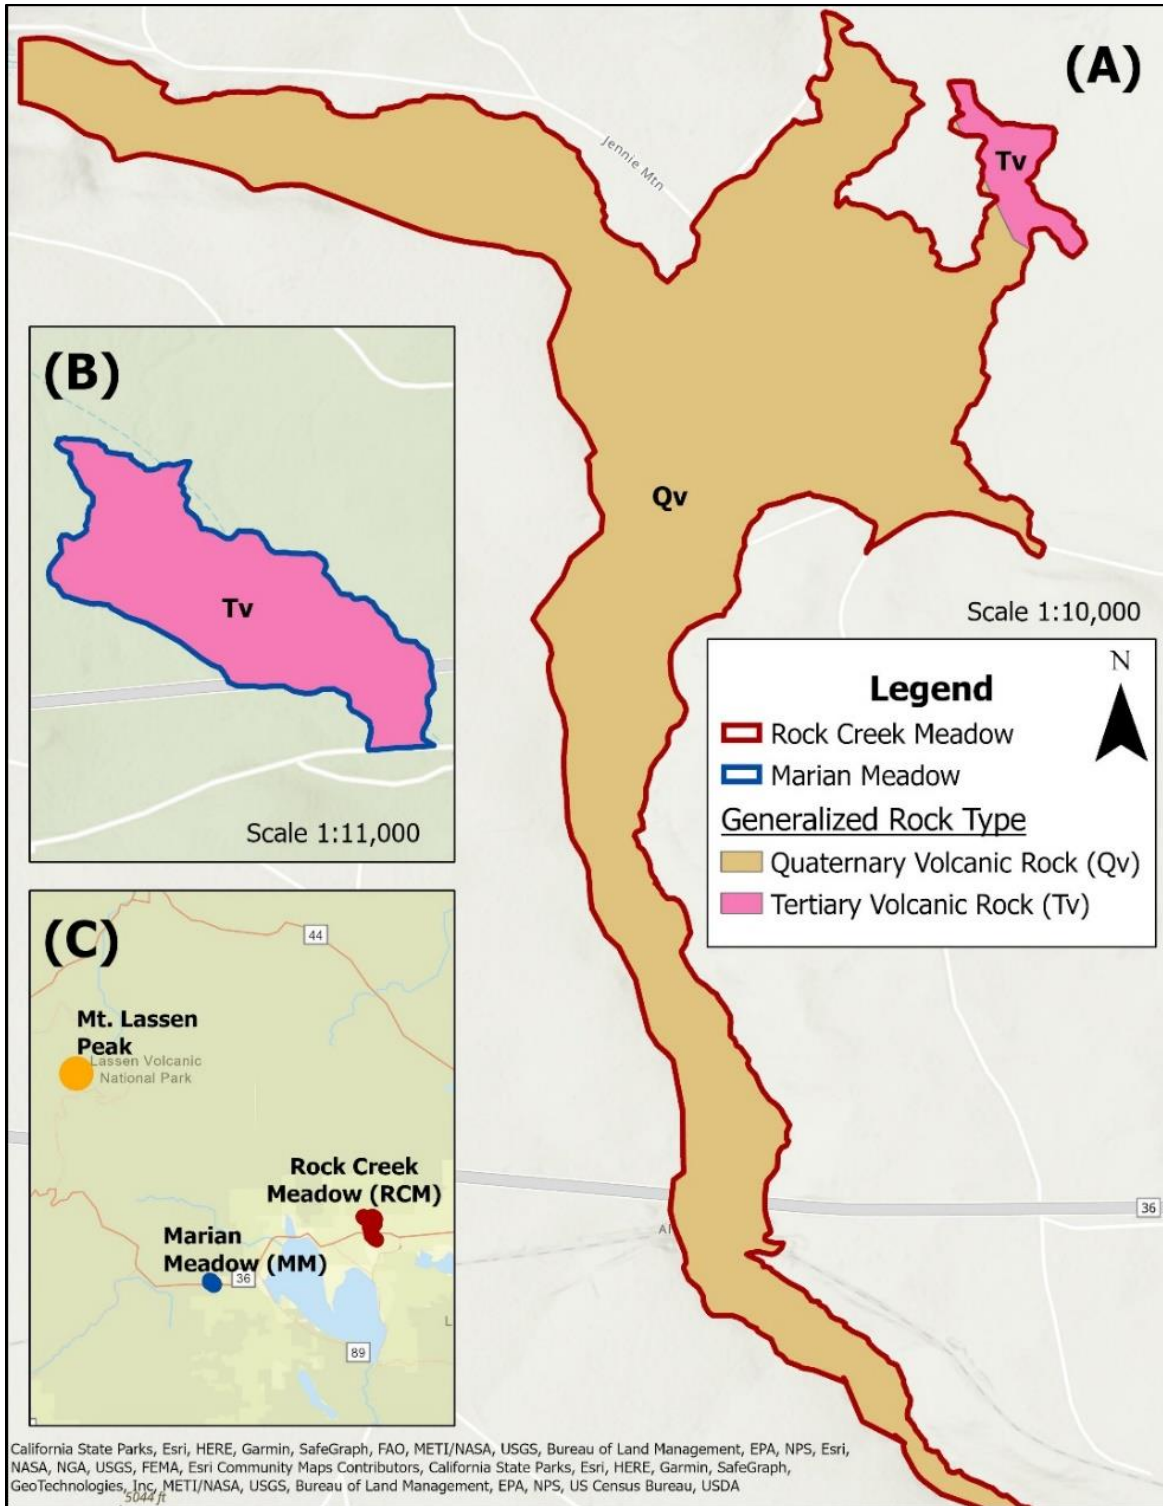 (A)
Jennie Mtn
Tv
Qv
Scale 1:10,000
(B)
Tv
Scale 1:11,000
N
Legend
Rock Creek Meadow
Marian Meadow
Generalized Rock Type
Quaternary Volcanic Rock (Qv)
Tertiary Volcanic Rock (Tv)
(C)
44
Mt. Lassen
Peak
Lassen Volcanic
National Park
Rock Creek
Meadow (RCM)
Marian
Meadow (MM)
36
89
L
36
California State Parks, Esri, HERE, Garmin, SafeGraph, FAO, METI/NASA, USGS, Bureau of Land Management, EPA, NPS, Esri,
NASA, NGA, USGS, FEMA, Esri Community Maps Contributors, California State Parks, Esri, HERE, Garmin, SafeGraph,
GeoTechnologies, Inc, METI/NASA, USGS, Bureau of Land Management, EPA, NPS, US Census Bureau, USDA
5044 ft